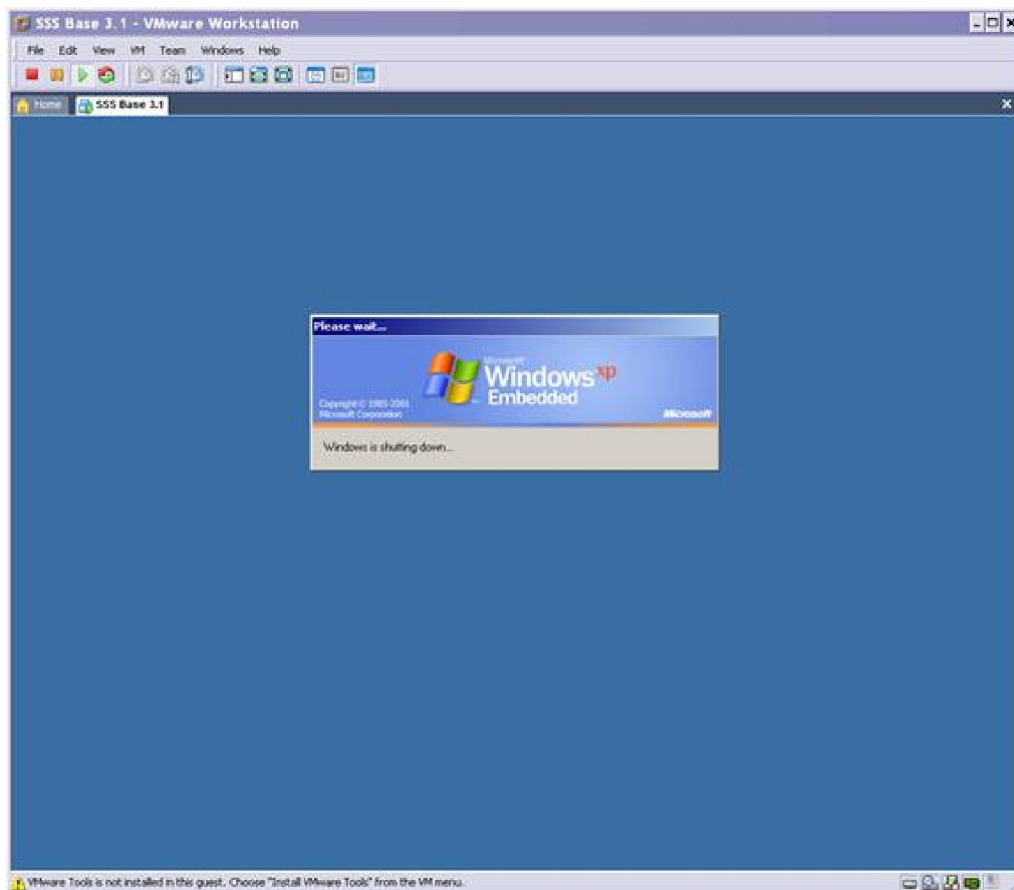 SSS Base 3.1 - VMware Workstation
File Edit View VM Team Windows Help
Home SSS Base 3.1
Please wait...
Microsoft
Windows xp
Embedded
Copyright © 1985-2001
Microsoft Corporation
Microsoft
Windows is shutting down...
VMware Tools is not installed in this guest. Choose "Install VMware Tools" from the VM menu.